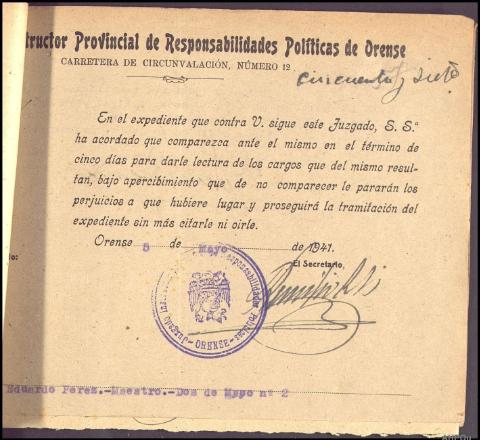 tructor Provincial de Responsabilidades Políticas de Orense
CARRETERA DE CIRCUNVALACIÓN, NÚMERO 12
cincuenta y siete
En el expediente que contra V. sigue este Juzgado, S. S.ª
ha acordado que comparezca ante el mismo en el término de
cinco días para darle lectura de los cargos que del mismo resul-
tan, bajo apercibimiento que de no comparecer le pararán los
perjuicios a que hubiere lugar y proseguirá la tramitación del
expediente sin más citarle ni oirle.
Orense 5 de Mayo de 1941.
El Secretario,
Responsabilidades Políticas
-ORENSE-
Eduardo Perez.-Maestro.-Dos de Mayo nº 2